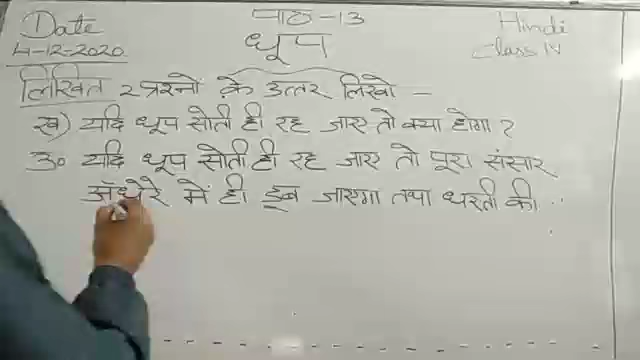 Date
4-12-2020
पाठ-13
धूप
Hindi
Class IV
लिखित २ प्रश्नों के उत्तर लिखो –
ख) यदि धूप सोती ही रह जाए तो क्या होगा ?
उ० यदि धूप सोती ही रह जाए तो पूरा संसार
अँधेरे में ही डूब जाएगा तथा धरती की